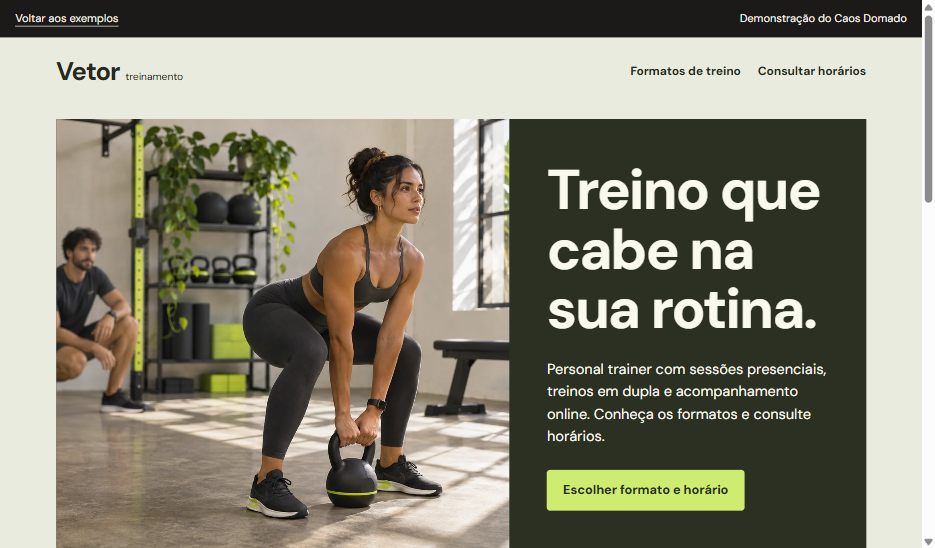 Voltar aos exemplos
Demonstração do Caos Domado
Vetor treinamento
Formatos de treino
Consultar horários
Treino que
cabe na
sua rotina.
Personal trainer com sessões presenciais,
treinos em dupla e acompanhamento
online. Conheça os formatos e consulte
horários.
Escolher formato e horário